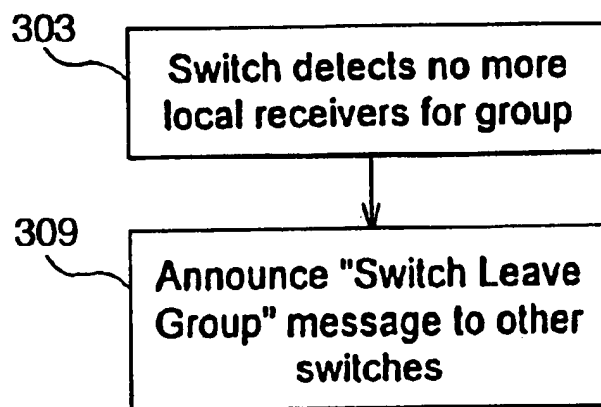 303
Switch detects no more
local receivers for group
309
Announce "Switch Leave
Group" message to other
switches